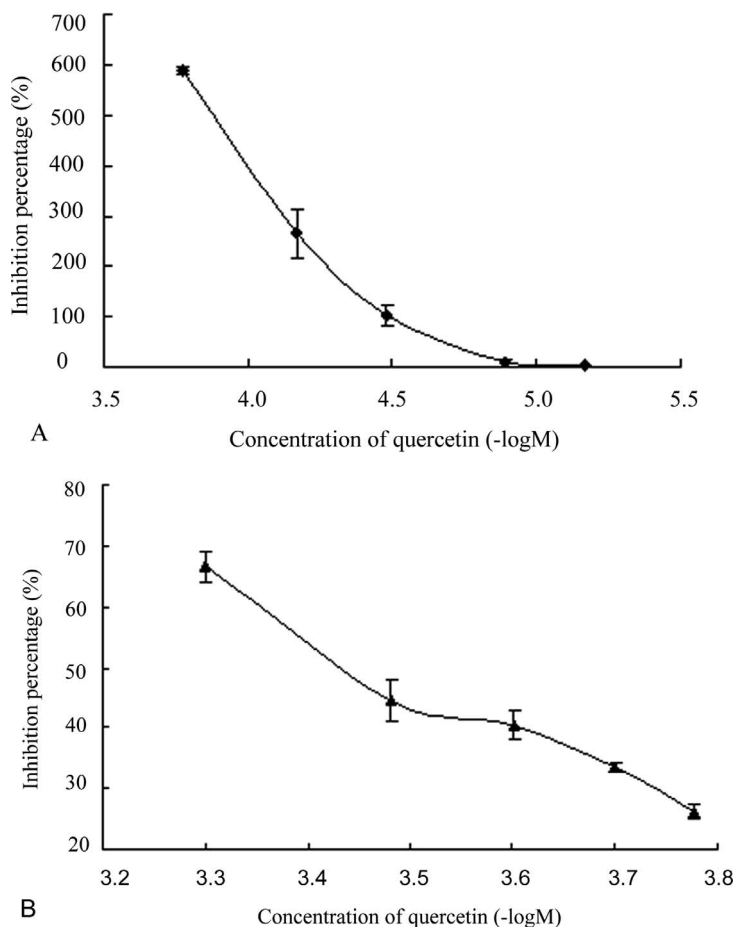 700
600
500
400
300
200
100
0
Inhibition percentage (%)
3.5 4.0 4.5 5.0 5.5
A
Concentration of quercetin (-logM)
80
70
60
50
40
30
20
Inhibition percentage (%)
3.2 3.3 3.4 3.5 3.6 3.7 3.8
B
Concentration of quercetin (-logM)